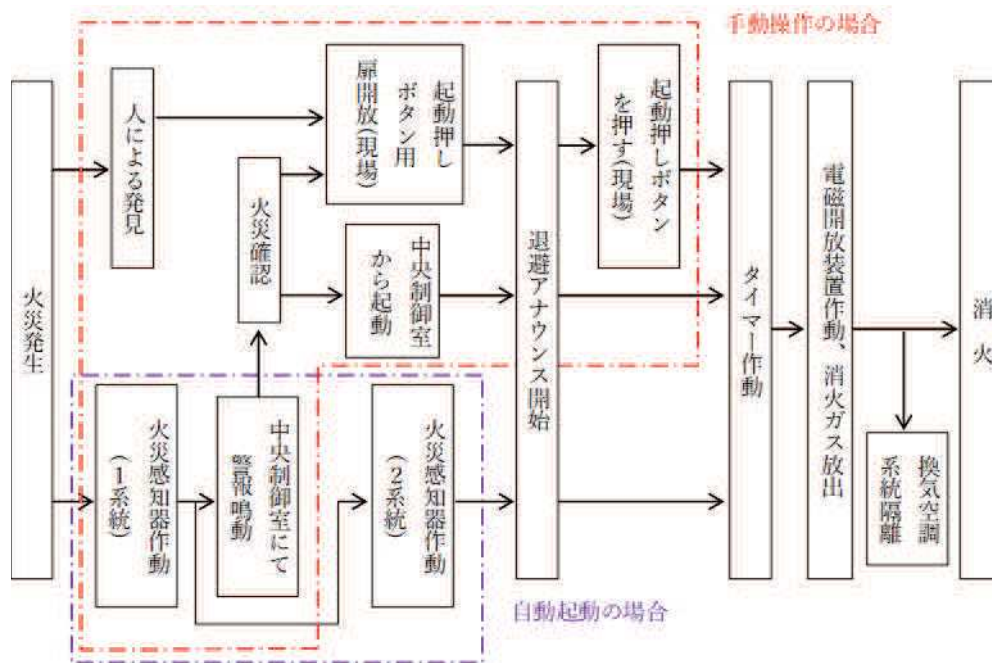 手動操作の場合
火災発生
人による発見
火災確認
起動押し
ボタン用
扉開放(現場)
中央制御室
から起動
退避アナウンス開始
起動押しボタン
を押す(現場)
タイマー作動
電磁開放装置作動、消火ガス放出
消火
換気空調
系統隔離
火災感知器作動
(1系統)
中央制御室にて
警報鳴動
火災感知器作動
(2系統)
自動起動の場合